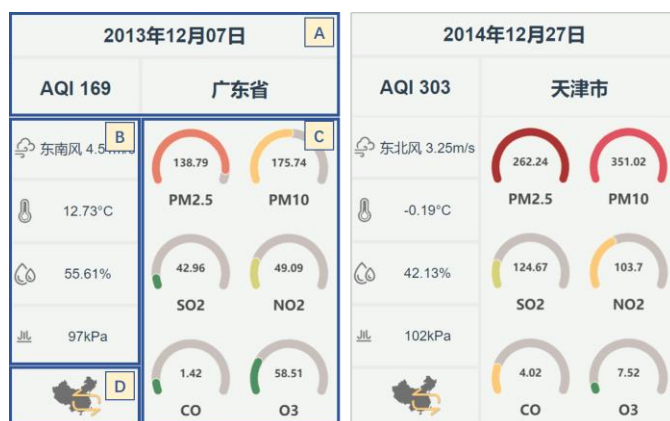 2013年12月07日
A
AQI 169
广东省
B
东南风
C
138.79
175.74
PM2.5
PM10
12.73°C
42.96
49.09
55.61%
SO2
NO2
97kPa
1.42
58.51
D
CO
O3
2014年12月27日
AQI 303
天津市
东北风 3.25m/s
262.24
351.02
PM2.5
PM10
-0.19°C
124.67
103.7
42.13%
SO2
NO2
102kPa
4.02
7.52
CO
O3